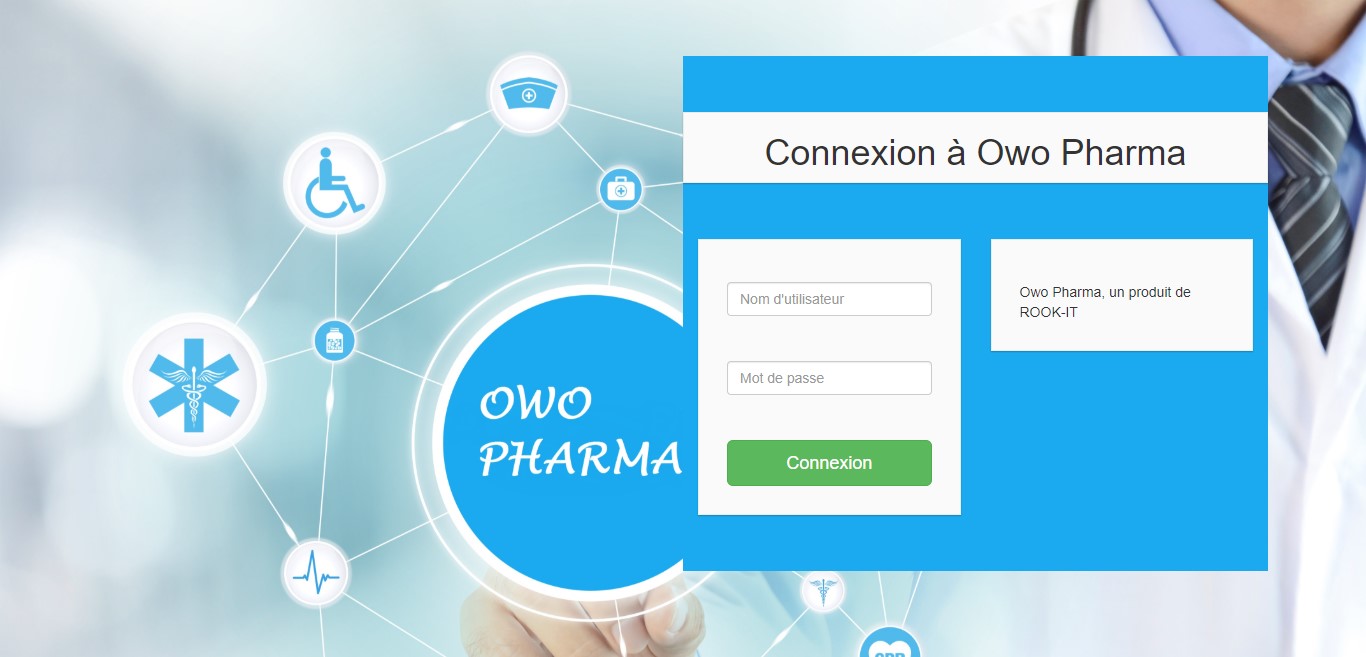 Connexion à Owo Pharma
OWO
PHARMA
Nom d'utilisateur
Mot de passe
Connexion
Owo Pharma, un produit de
ROOK-IT